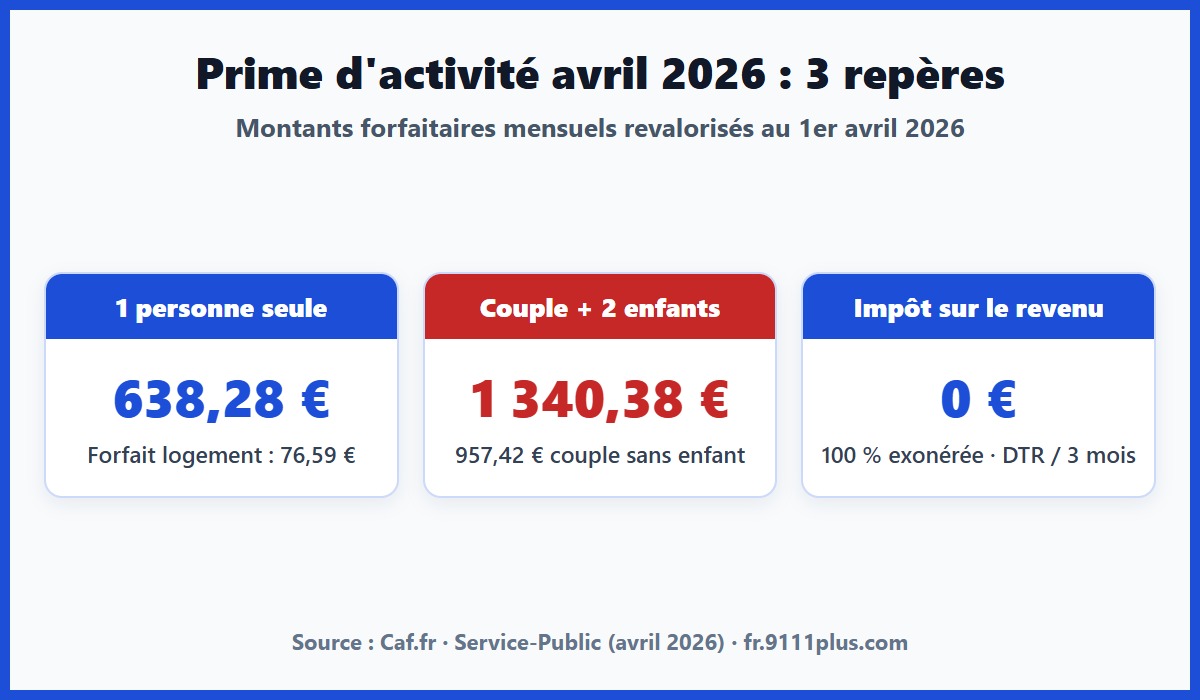 Prime d'activité avril 2026 : 3 repères
Montants forfaitaires mensuels revalorisés au 1er avril 2026
1 personne seule
638,28 €
Forfait logement : 76,59 €
Couple + 2 enfants
1 340,38 €
957,42 € couple sans enfant
Impôt sur le revenu
0 €
100 % exonérée · DTR / 3 mois
Source : Caf.fr · Service-Public (avril 2026) · fr.9111plus.com